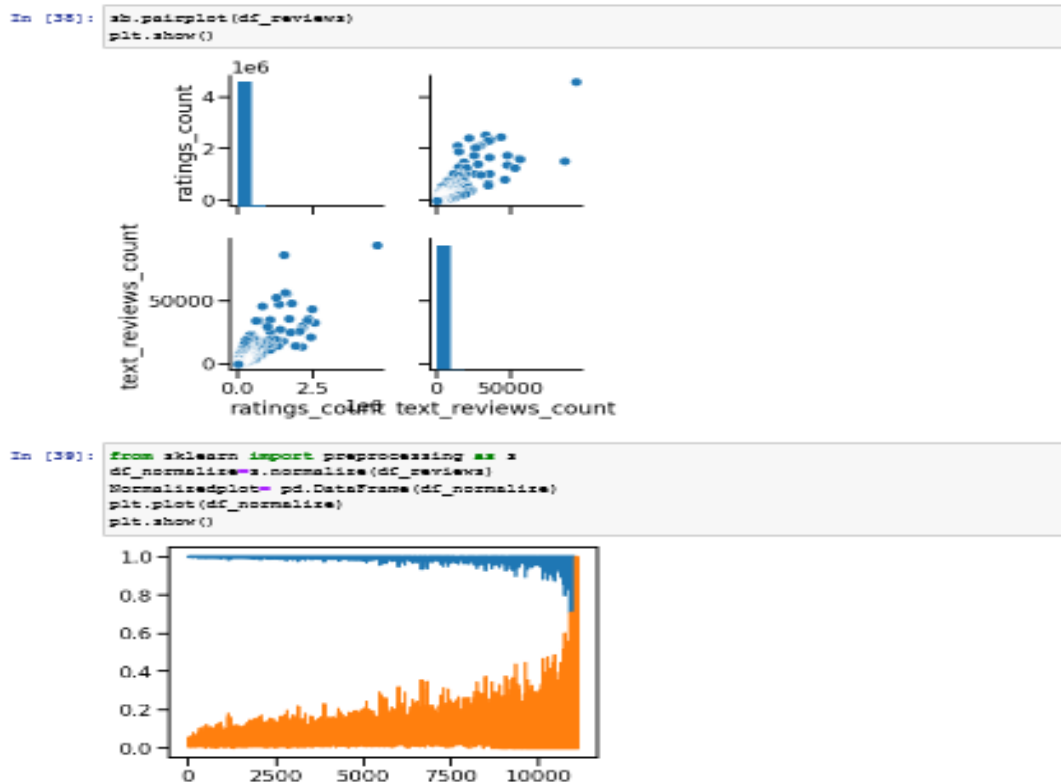 In [38]: sb.pairplot(df_reviews)
plt.show()
1e6
4
2
0
ratings_count
text_reviews_count
50000
0
0.0 2.5 0 50000
ratings_count 1e6 text_reviews_count
In [39]: from sklearn import preprocessing as s
df_normalize=s.normalize(df_reviews)
Normalizedplot= pd.DataFrame(df_normalize)
plt.plot(df_normalize)
plt.show()
1.0
0.8
0.6
0.4
0.2
0.0
0 2500 5000 7500 10000